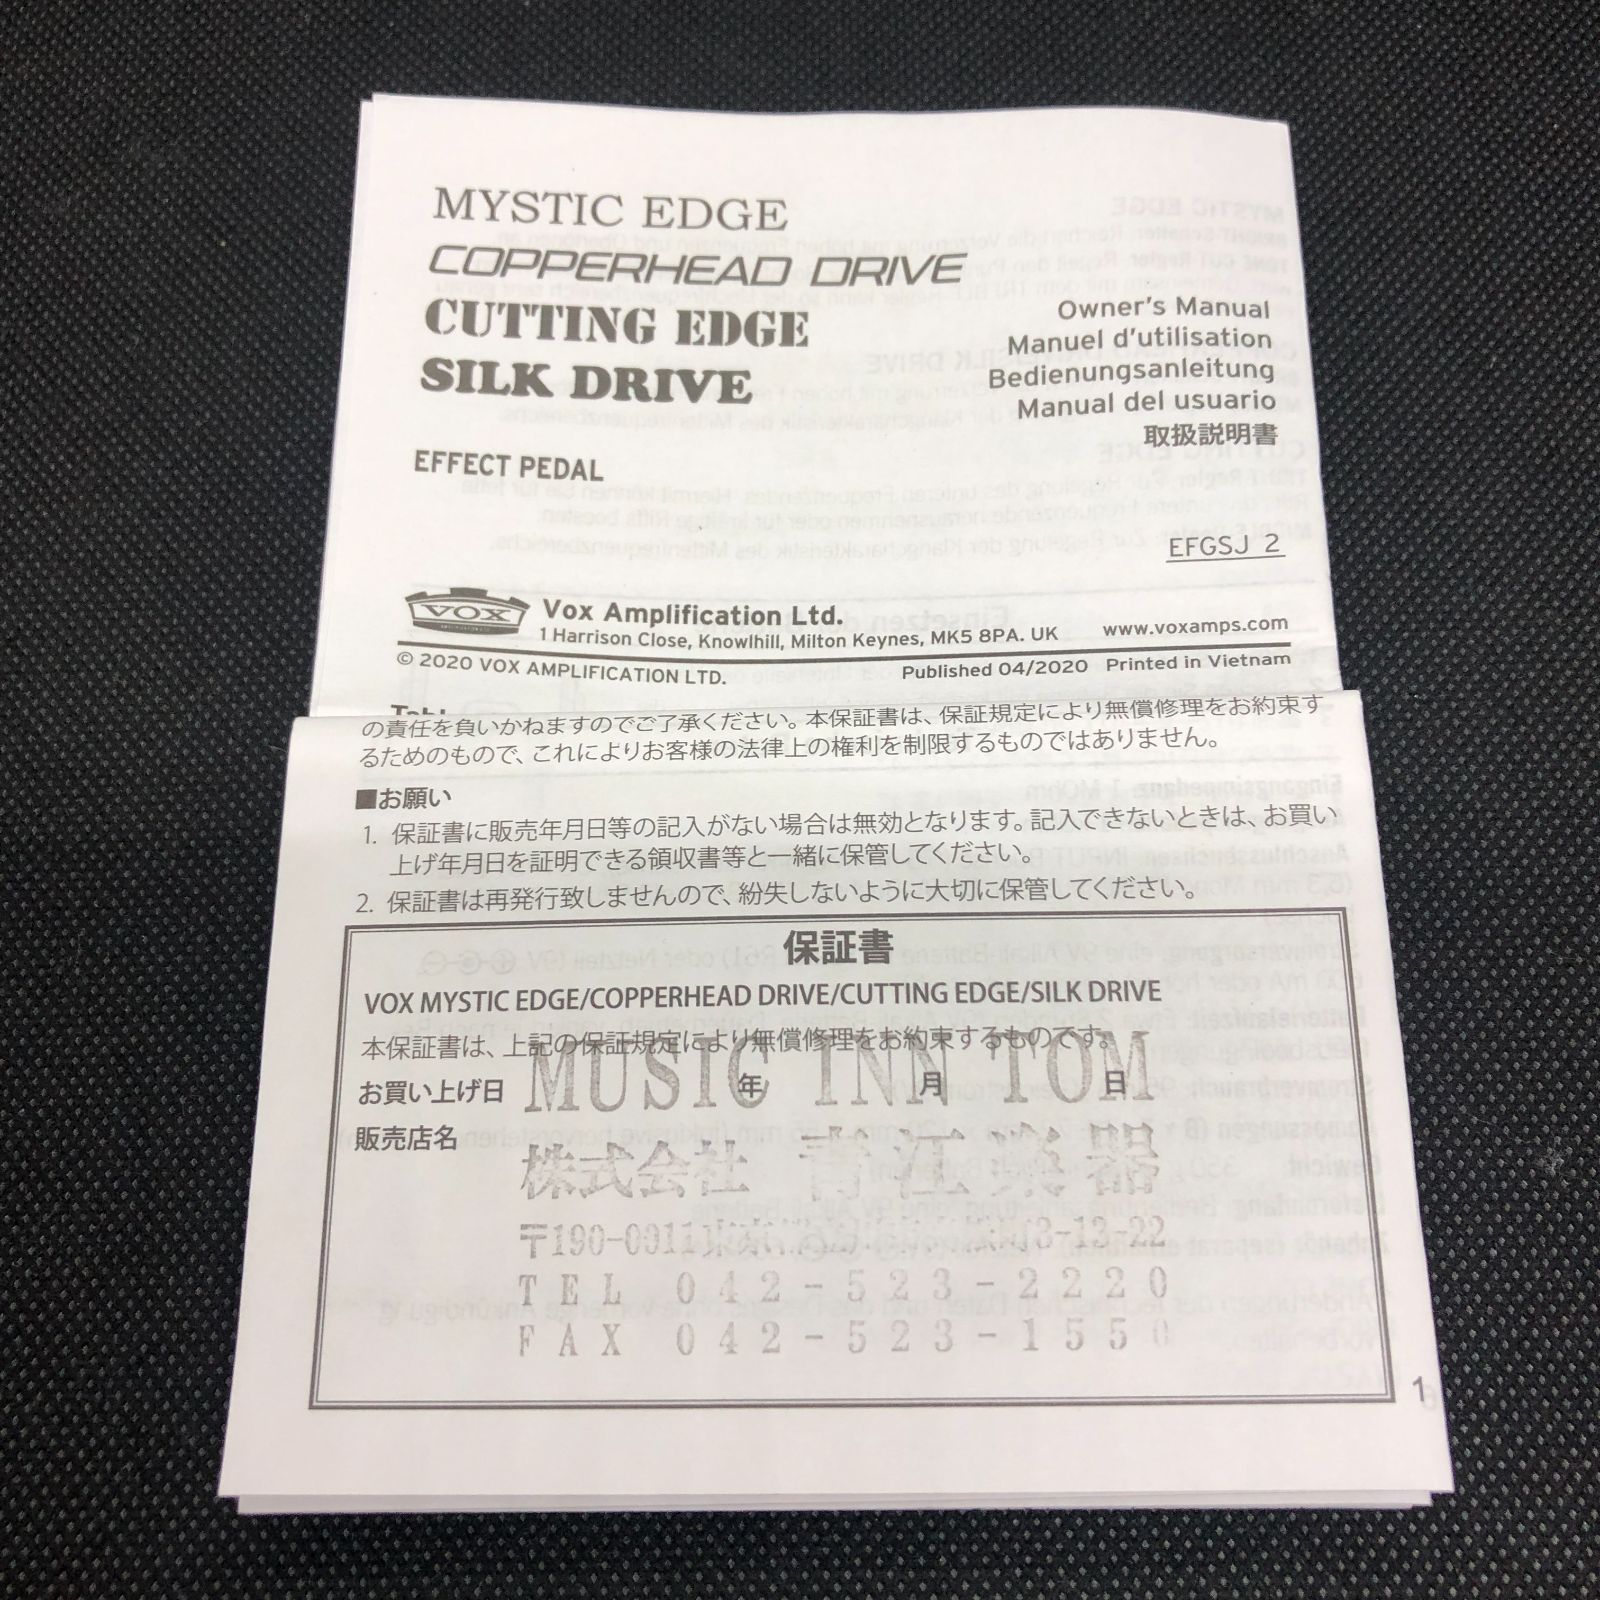 MYSTIC EDGE
COPPERHEAD DRIVE
CUTTING EDGE
SILK DRIVE
EFFECT PEDAL
Owner's Manual
Manuel d'utilisation
Bedienungsanleitung
Manual del usuario
取扱説明書
EFGSJ 2
VOX
Vox Amplification Ltd.
1 Harrison Close, Knowlhill, Milton Keynes, MK5 8PA. UK www.voxamps.com
© 2020 VOX AMPLIFICATION LTD. Published 04/2020 Printed in Vietnam
の責任を負いかねますのでご了承ください。本保証書は、保証規定により無償修理をお約束す
るためのもので、これによりお客様の法律上の権利を制限するものではありません。
■お願い
1. 保証書に販売年月日等の記入がない場合は無効となります。記入できないときは、お買い
上げ年月日を証明できる領収書等と一緒に保管してください。
2. 保証書は再発行致しませんので、紛失しないように大切に保管してください。
保証書
VOX MYSTIC EDGE/COPPERHEAD DRIVE/CUTTING EDGE/SILK DRIVE
本保証書は、上記の保証規定により無償修理をお約束するものです。
お買い上げ日 年 月 日
MUSIC INN TOM
販売店名
株式会社 楽器
〒190-0011 3-13-22
TEL 042-523-2220
FAX 042-523-1550
1